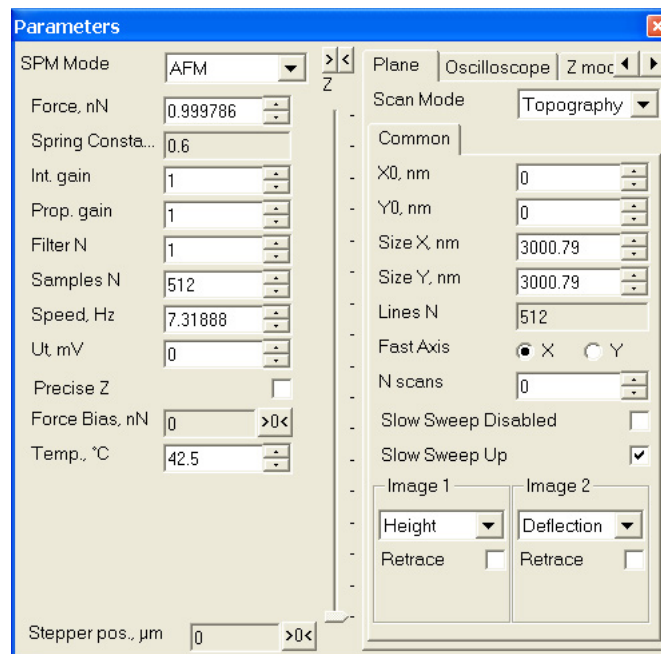 Parameters
SPM Mode AFM
Force, nN 0.999786
Spring Consta... 0.6
Int. gain 1
Prop. gain 1
Filter N 1
Samples N 512
Speed, Hz 7.31888
Ut, mV 0
Precise Z
Force Bias, nN 0 >0<
Temp., °C 42.5
Stepper pos., µm 0 >0<
> <
Z
Plane Oscilloscope Z mod
Scan Mode Topography
Common
X0, nm 0
Y0, nm 0
Size X, nm 3000.79
Size Y, nm 3000.79
Lines N 512
Fast Axis X Y
N scans 0
Slow Sweep Disabled
Slow Sweep Up
Image 1 Image 2
Height Deflection
Retrace Retrace